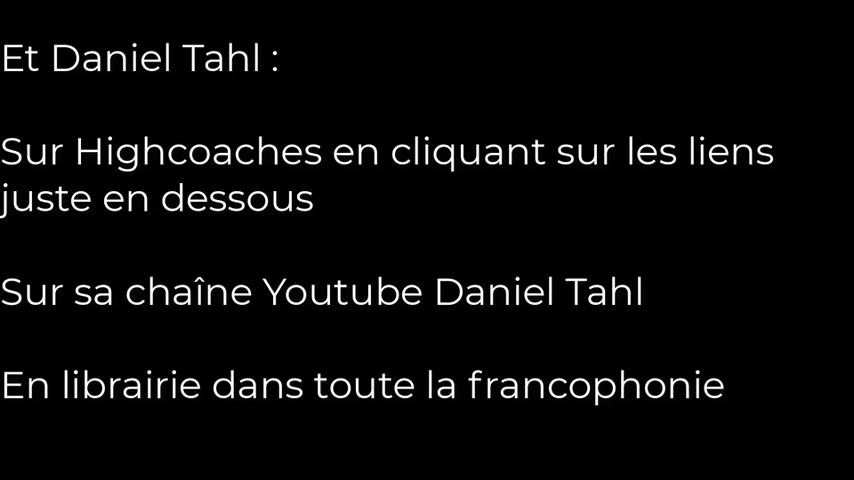 Et Daniel Tahl :
Sur Highcoaches en cliquant sur les liens
juste en dessous
Sur sa chaîne Youtube Daniel Tahl
En librairie dans toute la francophonie